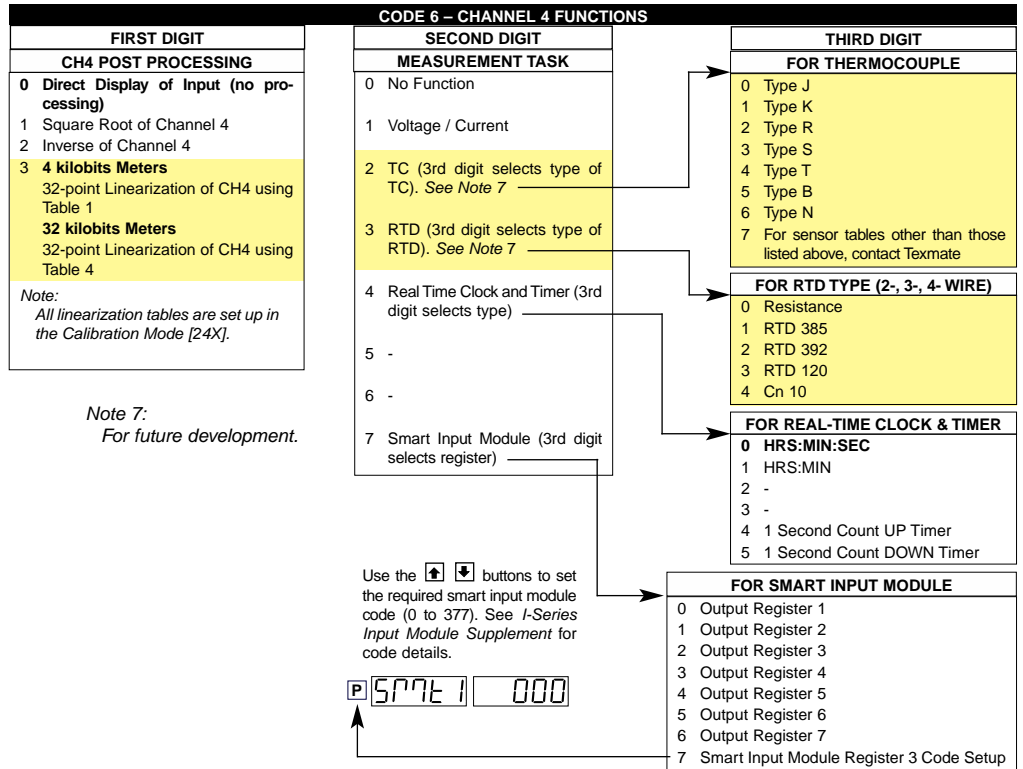 CODE 6 – CHANNEL 4 FUNCTIONS
FIRST DIGIT
CH4 POST PROCESSING
0 Direct Display of Input (no pro-
cessing)
1 Square Root of Channel 4
2 Inverse of Channel 4
3 4 kilobits Meters
32-point Linearization of CH4 using
Table 1
32 kilobits Meters
32-point Linearization of CH4 using
Table 4
Note:
All linearization tables are set up in
the Calibration Mode [24X].
Note 7:
For future development.
SECOND DIGIT
MEASUREMENT TASK
0 No Function
1 Voltage / Current
2 TC (3rd digit selects type of
TC). See Note 7
3 RTD (3rd digit selects type of
RTD). See Note 7
4 Real Time Clock and Timer (3rd
digit selects type)
5 -
6 -
7 Smart Input Module (3rd digit
selects register)
Use the buttons to set
the required smart input module
code (0 to 377). See I-Series
Input Module Supplement for
code details.
P 000
THIRD DIGIT
FOR THERMOCOUPLE
0 Type J
1 Type K
2 Type R
3 Type S
4 Type T
5 Type B
6 Type N
7 For sensor tables other than those
listed above, contact Texmate
FOR RTD TYPE (2-, 3-, 4- WIRE)
0 Resistance
1 RTD 385
2 RTD 392
3 RTD 120
4 Cn 10
FOR REAL-TIME CLOCK & TIMER
0 HRS:MIN:SEC
1 HRS:MIN
2 -
3 -
4 1 Second Count UP Timer
5 1 Second Count DOWN Timer
FOR SMART INPUT MODULE
0 Output Register 1
1 Output Register 2
2 Output Register 3
3 Output Register 4
4 Output Register 5
5 Output Register 6
6 Output Register 7
7 Smart Input Module Register 3 Code Setup